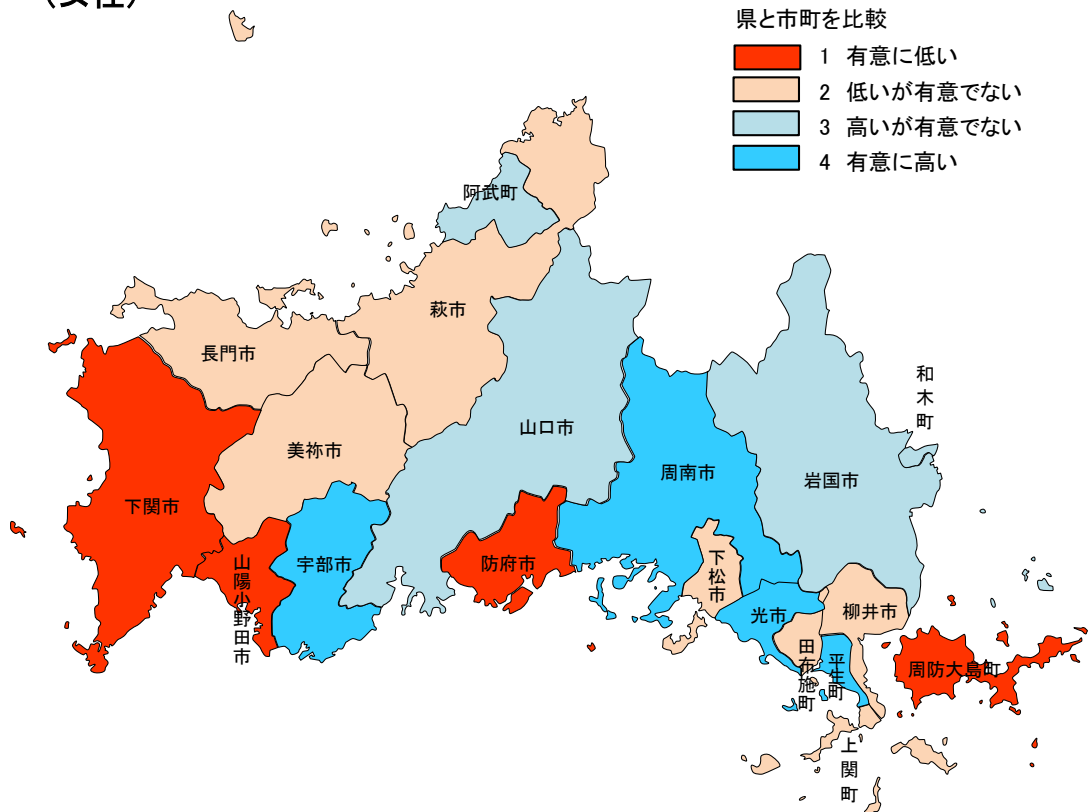 (女性)
県と市町を比較
1 有意に低い
2 低いが有意でない
3 高いが有意でない
4 有意に高い
阿武町
萩市
長門市
和木町
山口市
美祢市
周南市
岩国市
下関市
宇部市
防府市
下松市
山陽小野田市
光市
柳井市
田布施町
平生町
周防大島町
上関町